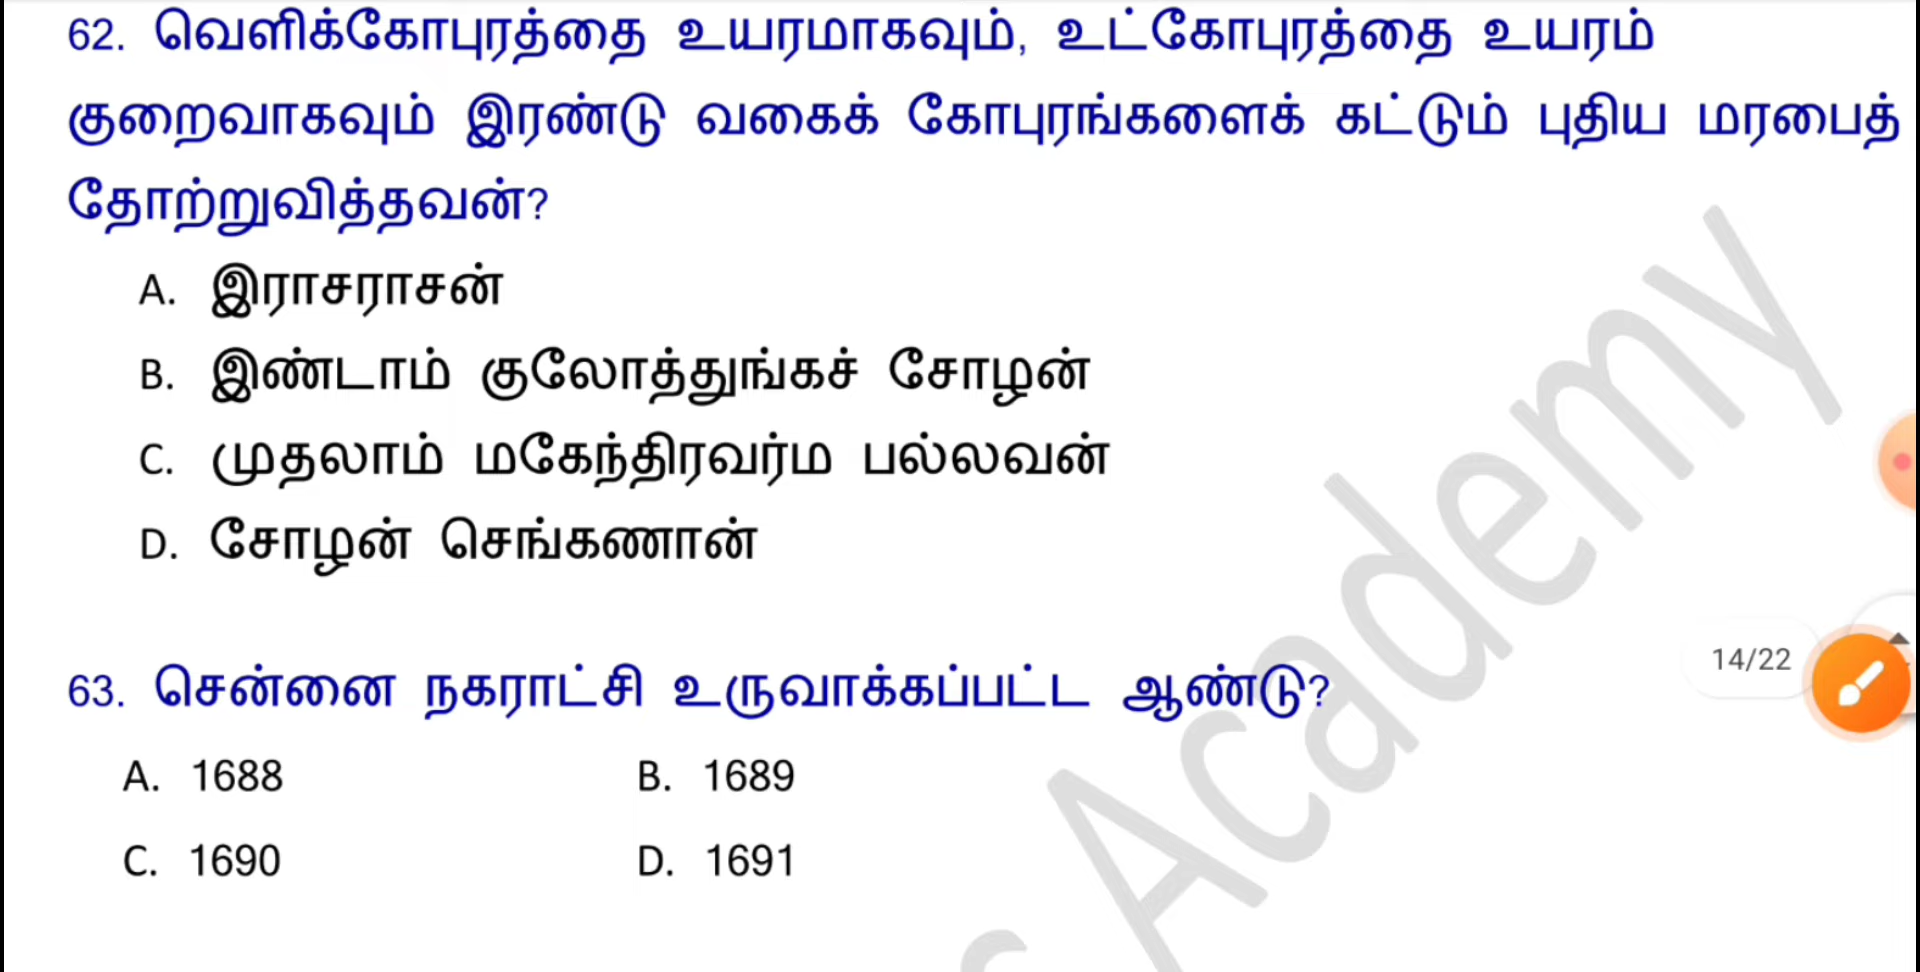 62. வெளிக்கோபுரத்தை உயரமாகவும், உட்கோபுரத்தை உயரம்
குறைவாகவும் இரண்டு வகைக் கோபுரங்களைக் கட்டும் புதிய மரபைத்
தோற்றுவித்தவன்?
A. இராசராசன்
B. இண்டாம் குலோத்துங்கச் சோழன்
C. முதலாம் மகேந்திரவர்ம பல்லவன்
D. சோழன் செங்கணான்
63. சென்னை நகராட்சி உருவாக்கப்பட்ட ஆண்டு?
14/22
A. 1688 B. 1689
C. 1690 D. 1691
Academy